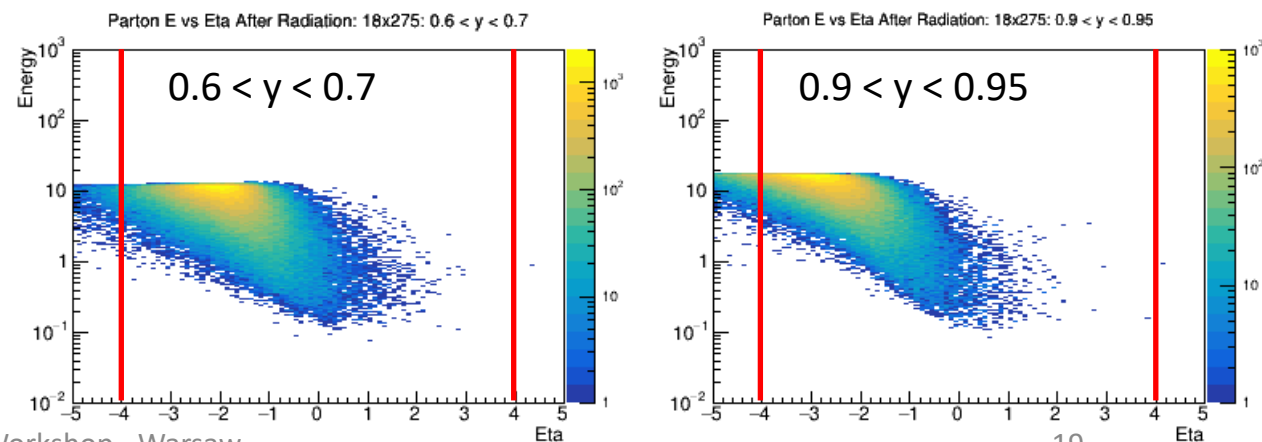 Parton E vs Eta After Radiation: 18x275: 0.6 < y < 0.7
Energy
10³
10²
10
1
10⁻¹
10⁻²
0.6 < y < 0.7
−5 −4 −3 −2 −1 0 1 2 3 4 5
Eta
10³
10²
10
1
Parton E vs Eta After Radiation: 18x275: 0.9 < y < 0.95
Energy
10³
10²
10
1
10⁻¹
10⁻²
0.9 < y < 0.95
−5 −4 −3 −2 −1 0 1 2 3 4 5
Eta
10³
10²
10
1
Warsaw